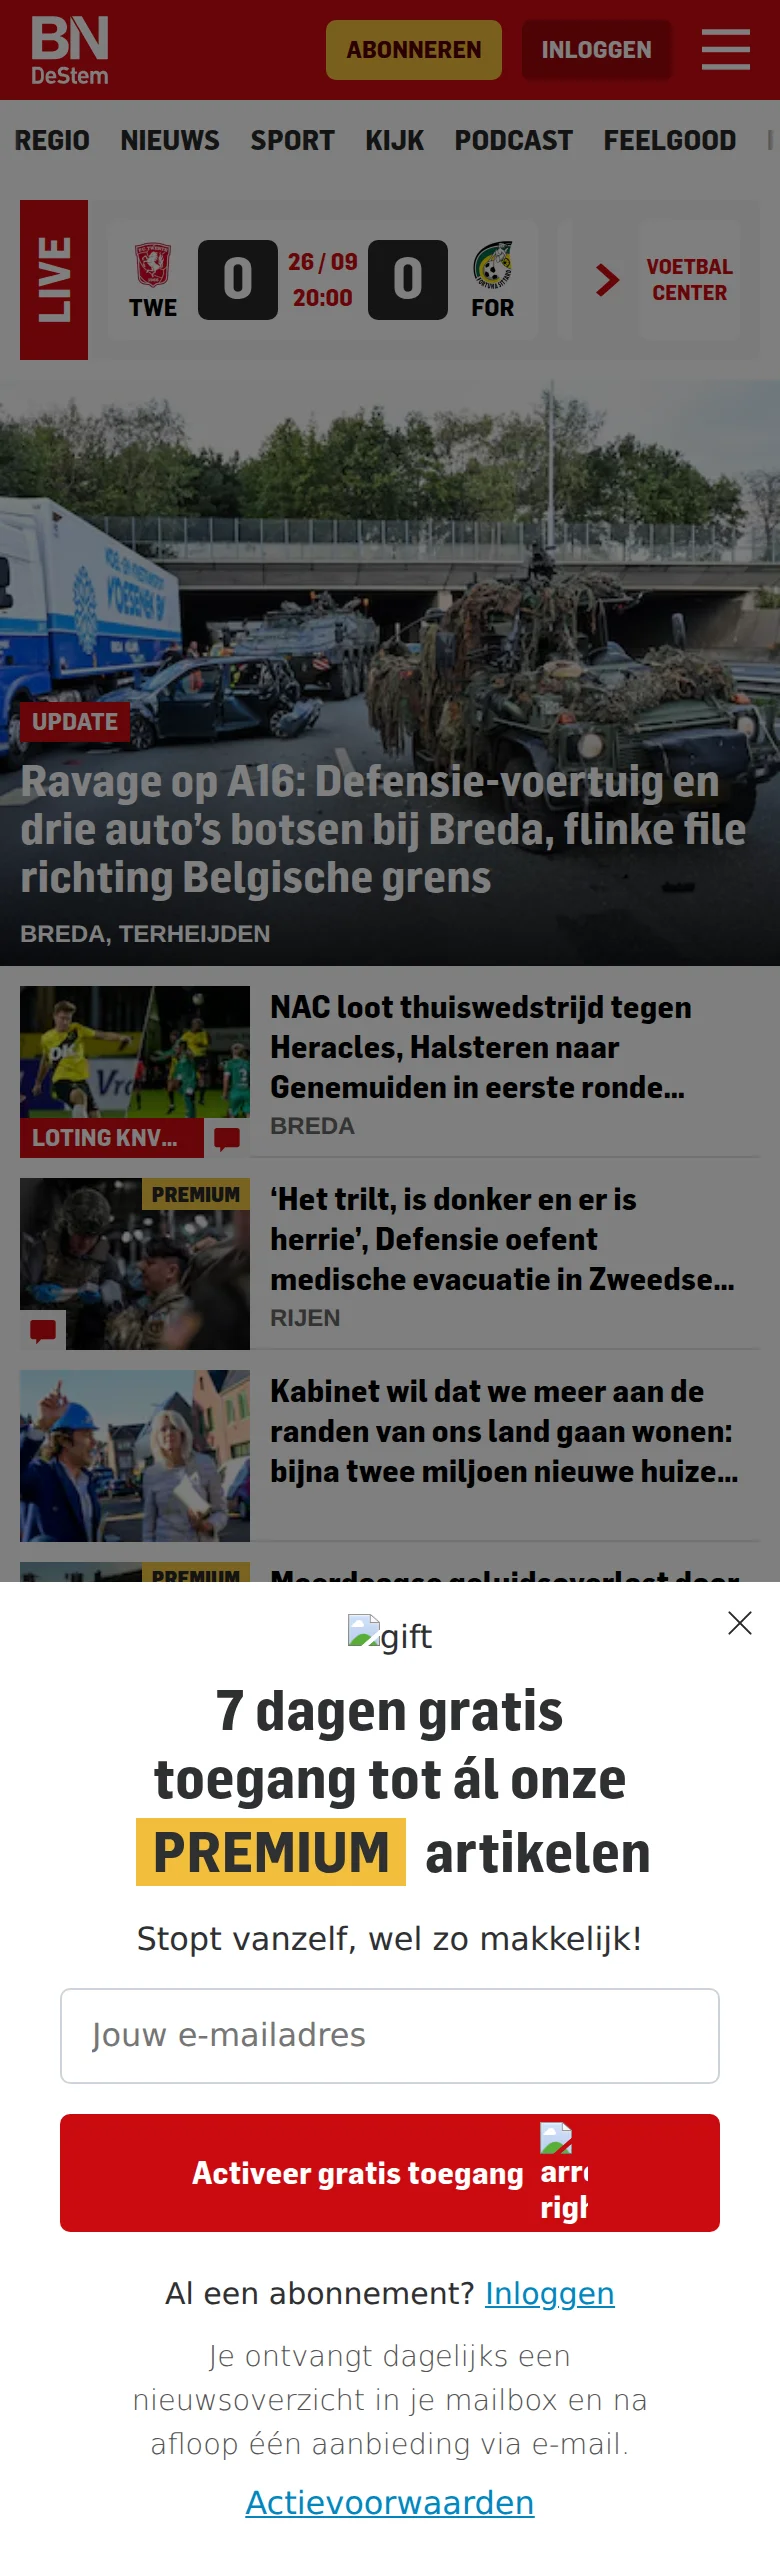 BN
DeStem
ABONNEREN
INLOGGEN
REGIO NIEUWS SPORT KIJK PODCAST FEELGOOD
LIVE
TWE
0
26 / 09
20:00
0
FOR
VOETBAL
CENTER
VOESENEK BV
UPDATE
Ravage op A16: Defensie-voertuig en
drie auto’s botsen bij Breda, flinke file
richting Belgische grens
BREDA, TERHEIJDEN
NAC loot thuiswedstrijd tegen
Heracles, Halsteren naar
Genemuiden in eerste ronde...
BREDA
LOTING KNV...
PREMIUM
‘Het trilt, is donker en er is
herrie’, Defensie oefent
medische evacuatie in Zweedse...
RIJEN
Kabinet wil dat we meer aan de
randen van ons land gaan wonen:
bijna twee miljoen nieuwe huize...
PREMIUM
Meerdaagse geluidsoverlast door
gift
7 dagen gratis
toegang tot ál onze
PREMIUM artikelen
Stopt vanzelf, wel zo makkelijk!
Jouw e-mailadres
Activeer gratis toegang
Al een abonnement? Inloggen
Je ontvangt dagelijks een
nieuwsoverzicht in je mailbox en na
afloop één aanbieding via e-mail.
Actievoorwaarden